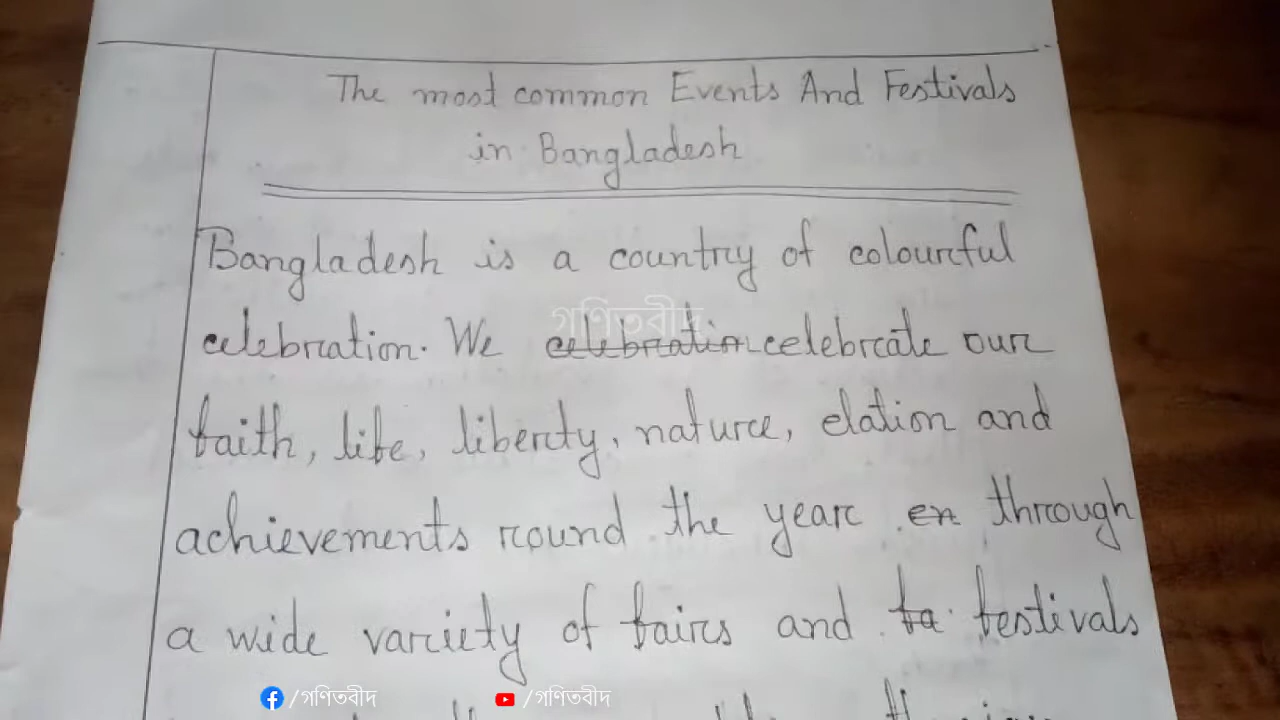 The most common Events And Festivals
in Bangladesh
Bangladesh is a country of colourful
গণিতবীদ
celebration. We celebration celebrate our
faith, life, liberty, nature, elation and
achievements round the year en through
a wide variety of fairs and fa festivals
/গণিতবীদ /গণিতবীদ